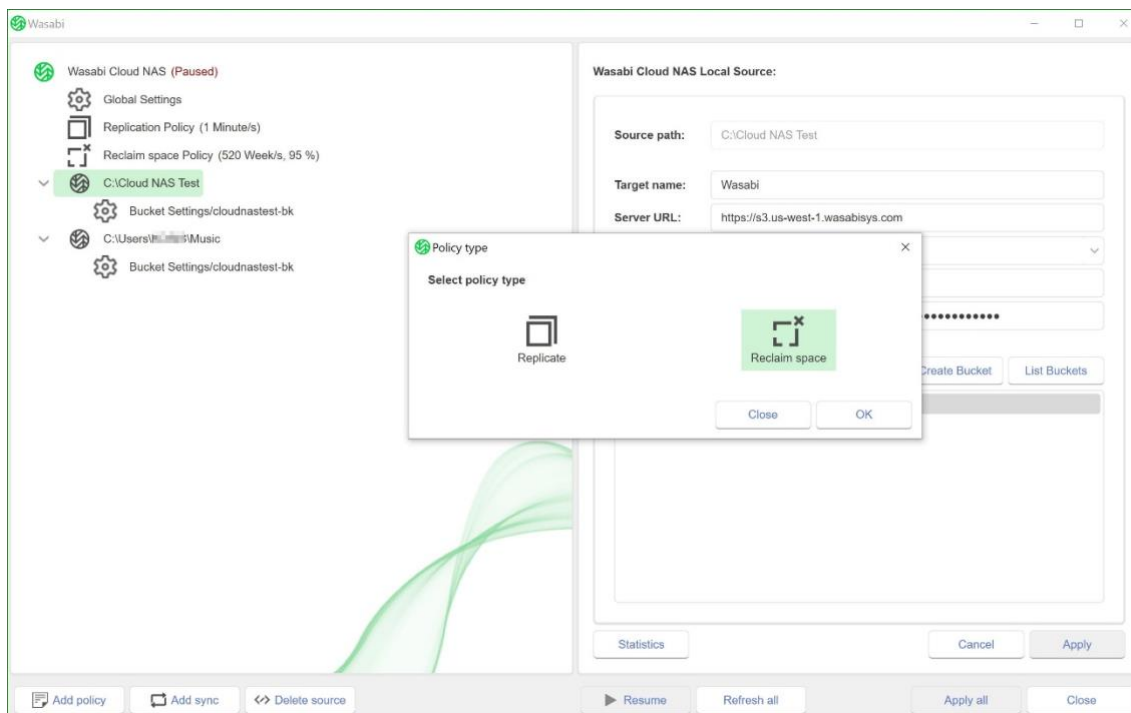 Wasabi
Wasabi Cloud NAS (Paused)
Global Settings
Replication Policy (1 Minute/s)
Reclaim space Policy (520 Week/s, 95 %)
C:\Cloud NAS Test
Bucket Settings/cloudnastest-bk
C:\Users\ \Music
Bucket Settings/cloudnastest-bk
Wasabi Cloud NAS Local Source:
Source path: C:\Cloud NAS Test
Target name: Wasabi
Server URL: https://s3.us-west-1.wasabisys.com
Policy type
Select policy type
Replicate
Reclaim space
Close OK
Create Bucket List Buckets
Statistics Cancel Apply
Add policy Add sync Delete source Resume Refresh all Apply all Close